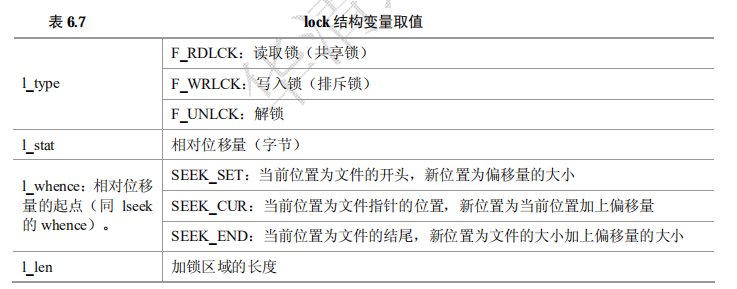 表 6.7 lock 结构变量取值
l_type
F_RDLCK：读取锁（共享锁）
F_WRLCK：写入锁（排斥锁）
F_UNLCK：解锁
l_stat 相对位移量（字节）
l_whence：相对位移
量的起点（同 lseek
的 whence）。
SEEK_SET：当前位置为文件的开头，新位置为偏移量的大小
SEEK_CUR：当前位置为文件指针的位置，新位置为当前位置加上偏移量
SEEK_END：当前位置为文件的结尾，新位置为文件的大小加上偏移量的大小
l_len 加锁区域的长度
华清